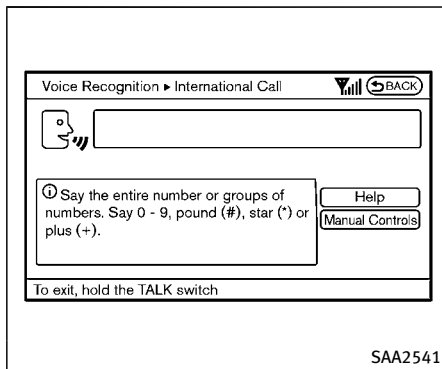 Voice Recognition ▸ International Call
BACK
ⓘ Say the entire number or groups of
numbers. Say 0 - 9, pound (#), star (*) or
plus (+).
Help
Manual Controls
To exit, hold the TALK switch
SAA2541